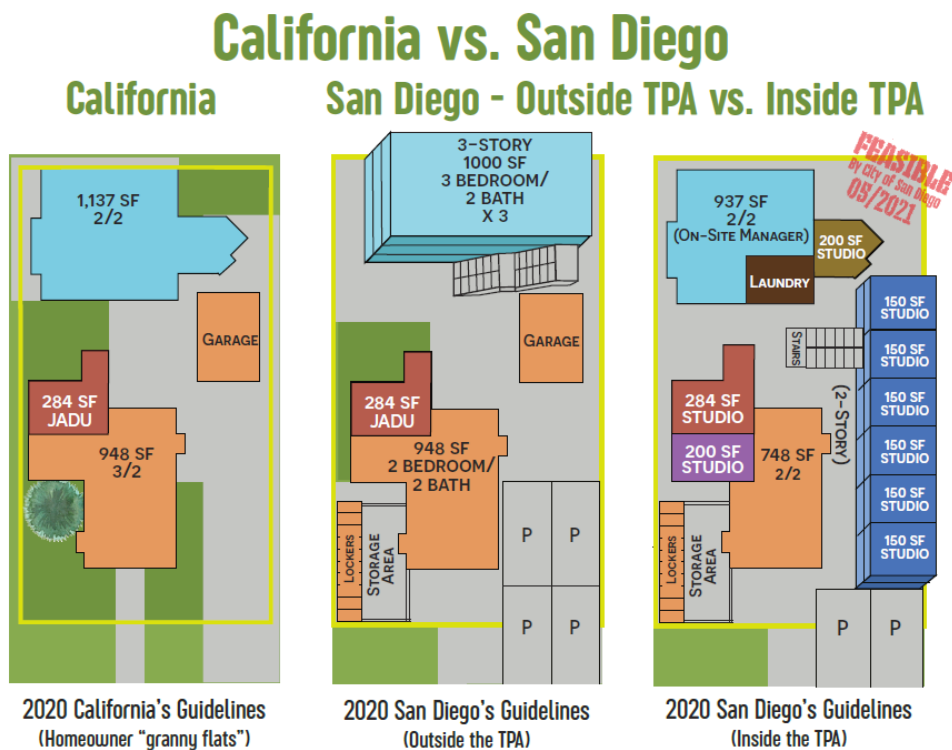 California vs. San Diego
California
San Diego - Outside TPA vs. Inside TPA
1,137 SF
2/2
GARAGE
284 SF
JADU
948 SF
3/2
2020 California's Guidelines
(Homeowner “granny flats”)
3-STORY
1000 SF
3 BEDROOM/
2 BATH
X 3
GARAGE
284 SF
JADU
948 SF
2 BEDROOM/
2 BATH
LOCKERS
STORAGE
AREA
P P
P P
2020 San Diego's Guidelines
(Outside the TPA)
FEASIBLE
By City of San Diego
05/2021
937 SF
2/2
(ON-SITE MANAGER)
200 SF
STUDIO
LAUNDRY
STAIRS
(2-STORY)
150 SF
STUDIO
150 SF
STUDIO
150 SF
STUDIO
150 SF
STUDIO
150 SF
STUDIO
150 SF
STUDIO
284 SF
STUDIO
200 SF
STUDIO
748 SF
2/2
LOCKERS
STORAGE
AREA
P P
2020 San Diego's Guidelines
(Inside the TPA)